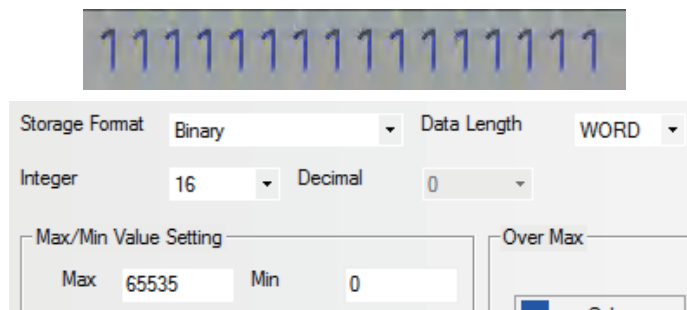 1111111111111111
Storage Format Binary Data Length WORD
Integer 16 Decimal 0
Max/Min Value Setting Over Max
Max 65535 Min 0